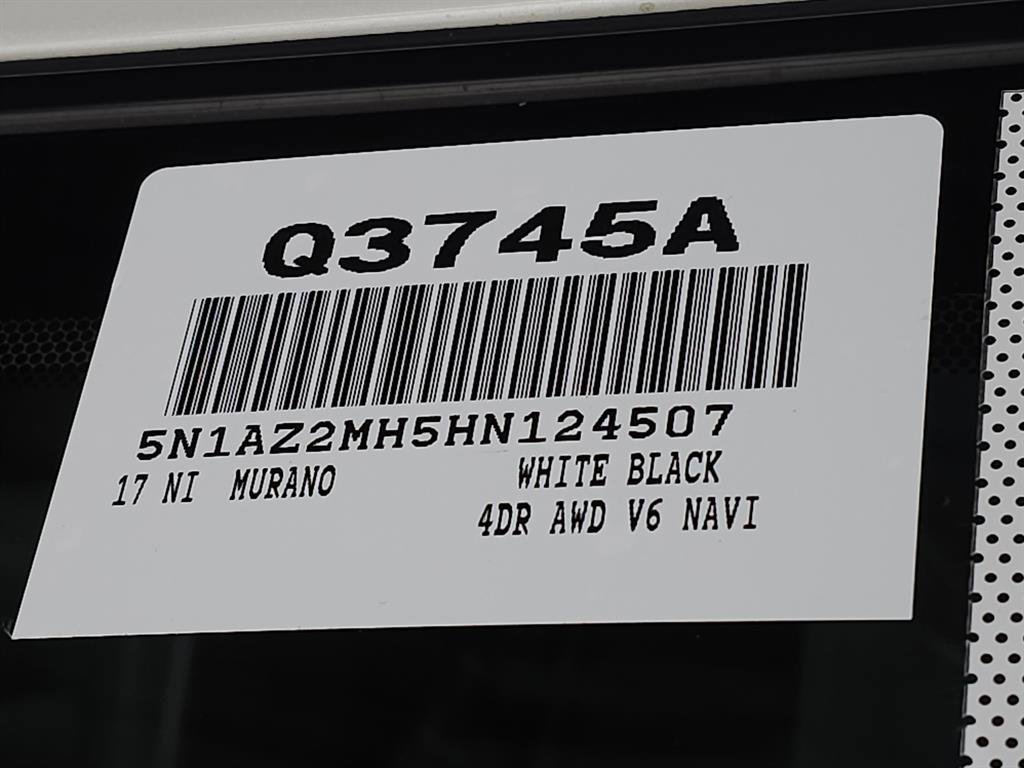 Q3745A
5N1AZ2MH5HN124507
17 NI MURANO WHITE BLACK
4DR AWD V6 NAVI